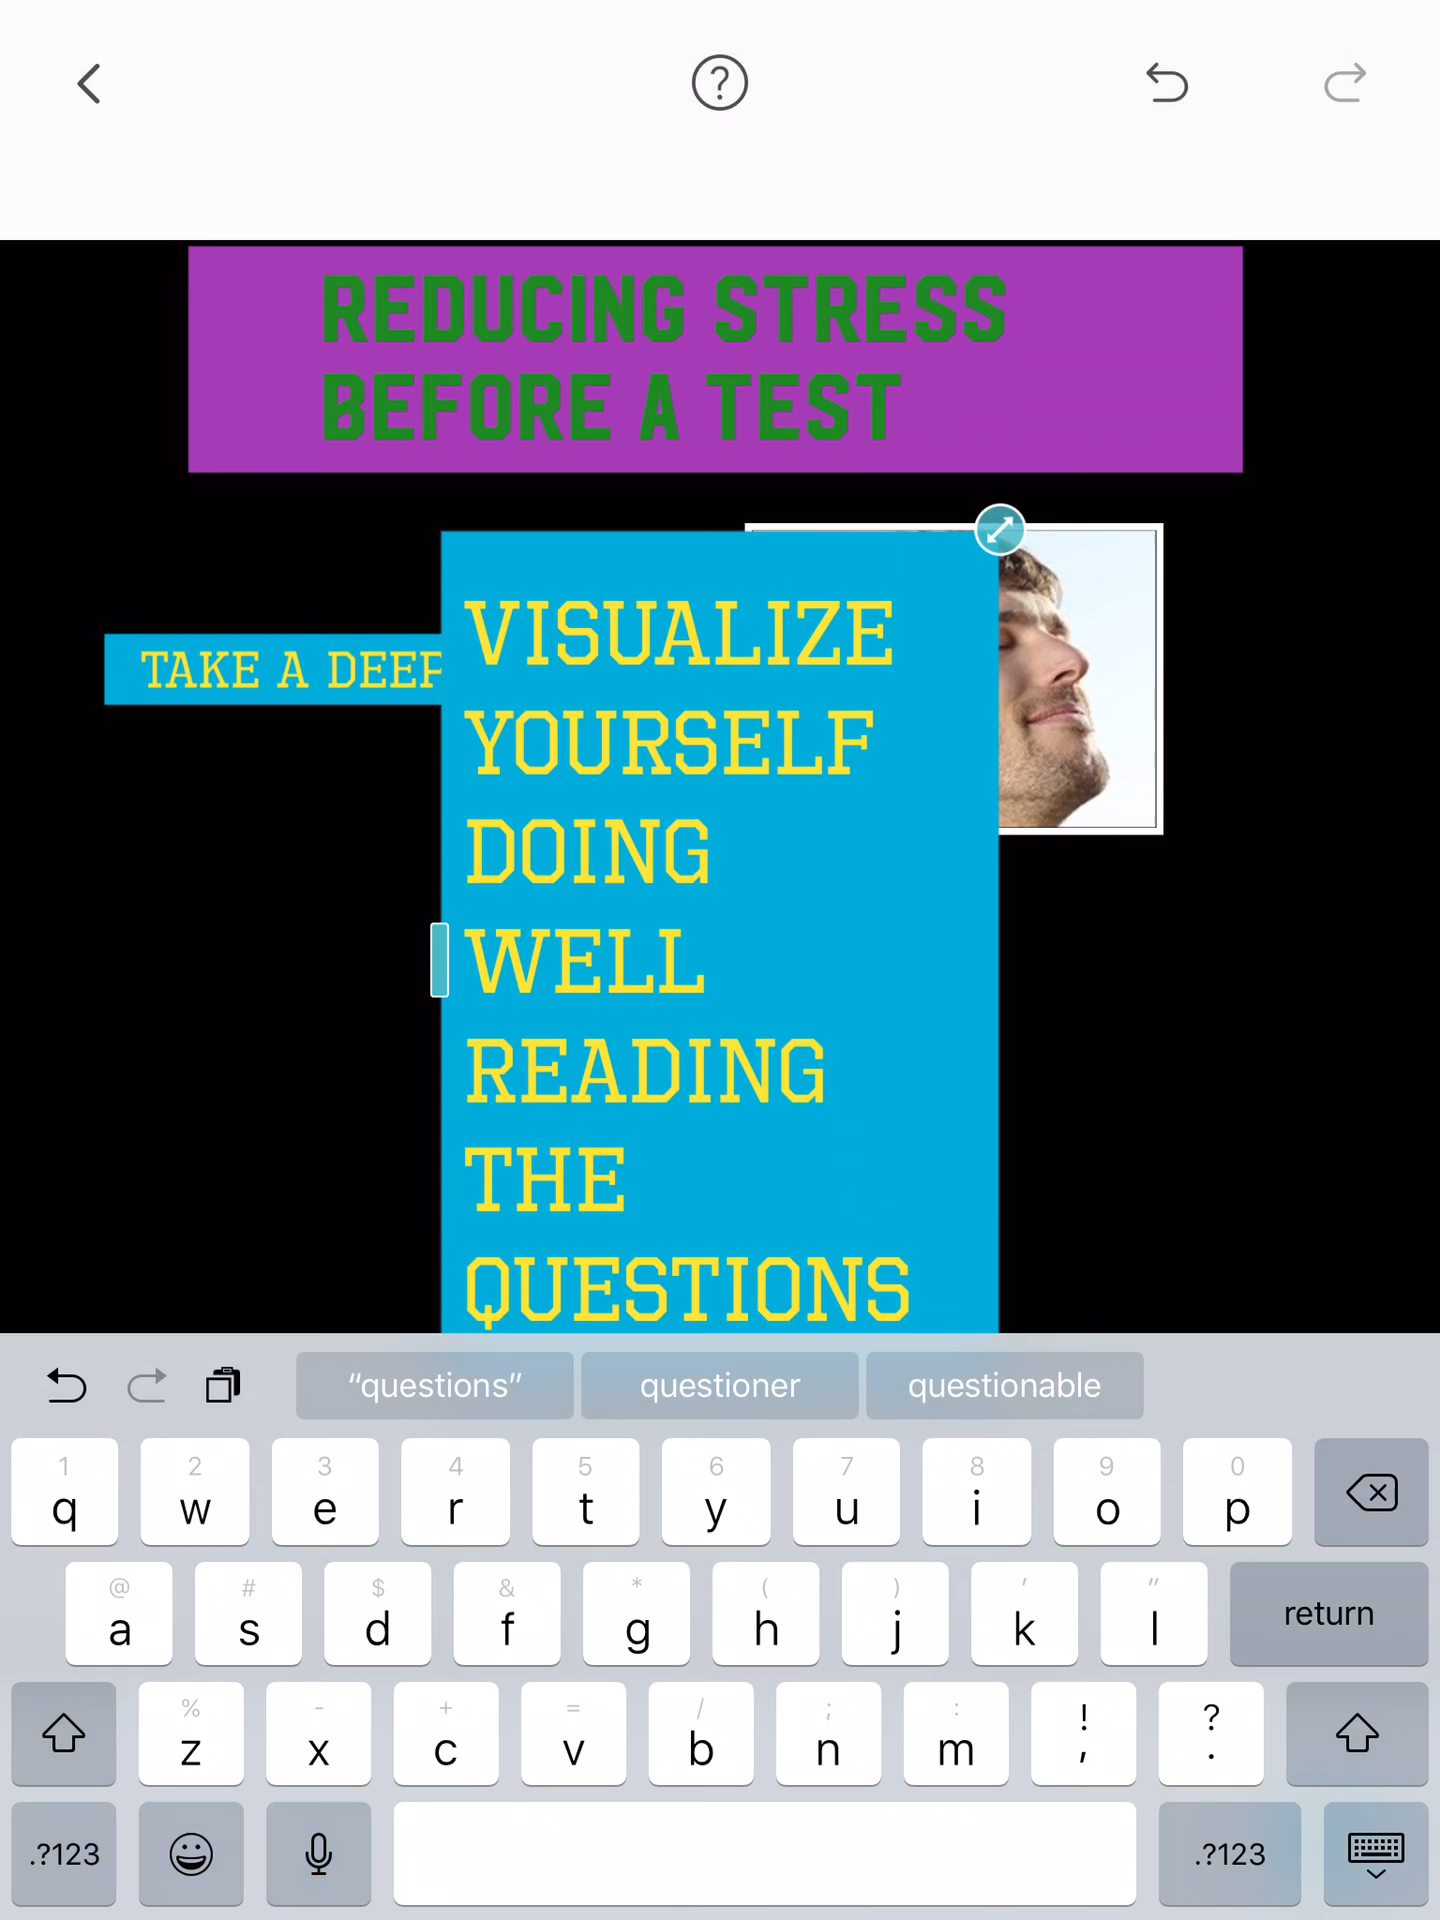 REDUCING STRESS
BEFORE A TEST
TAKE A DEEP
VISUALIZE
YOURSELF
DOING
WELL
READING
THE
QUESTIONS
“questions” questioner questionable
1 2 3 4 5 6 7 8 9 0
q w e r t y u i o p
@ # $ & * ( ) ' "
a s d f g h j k l return
% - + = / ; : ! ?
z x c v b n m , .
.?123 .?123